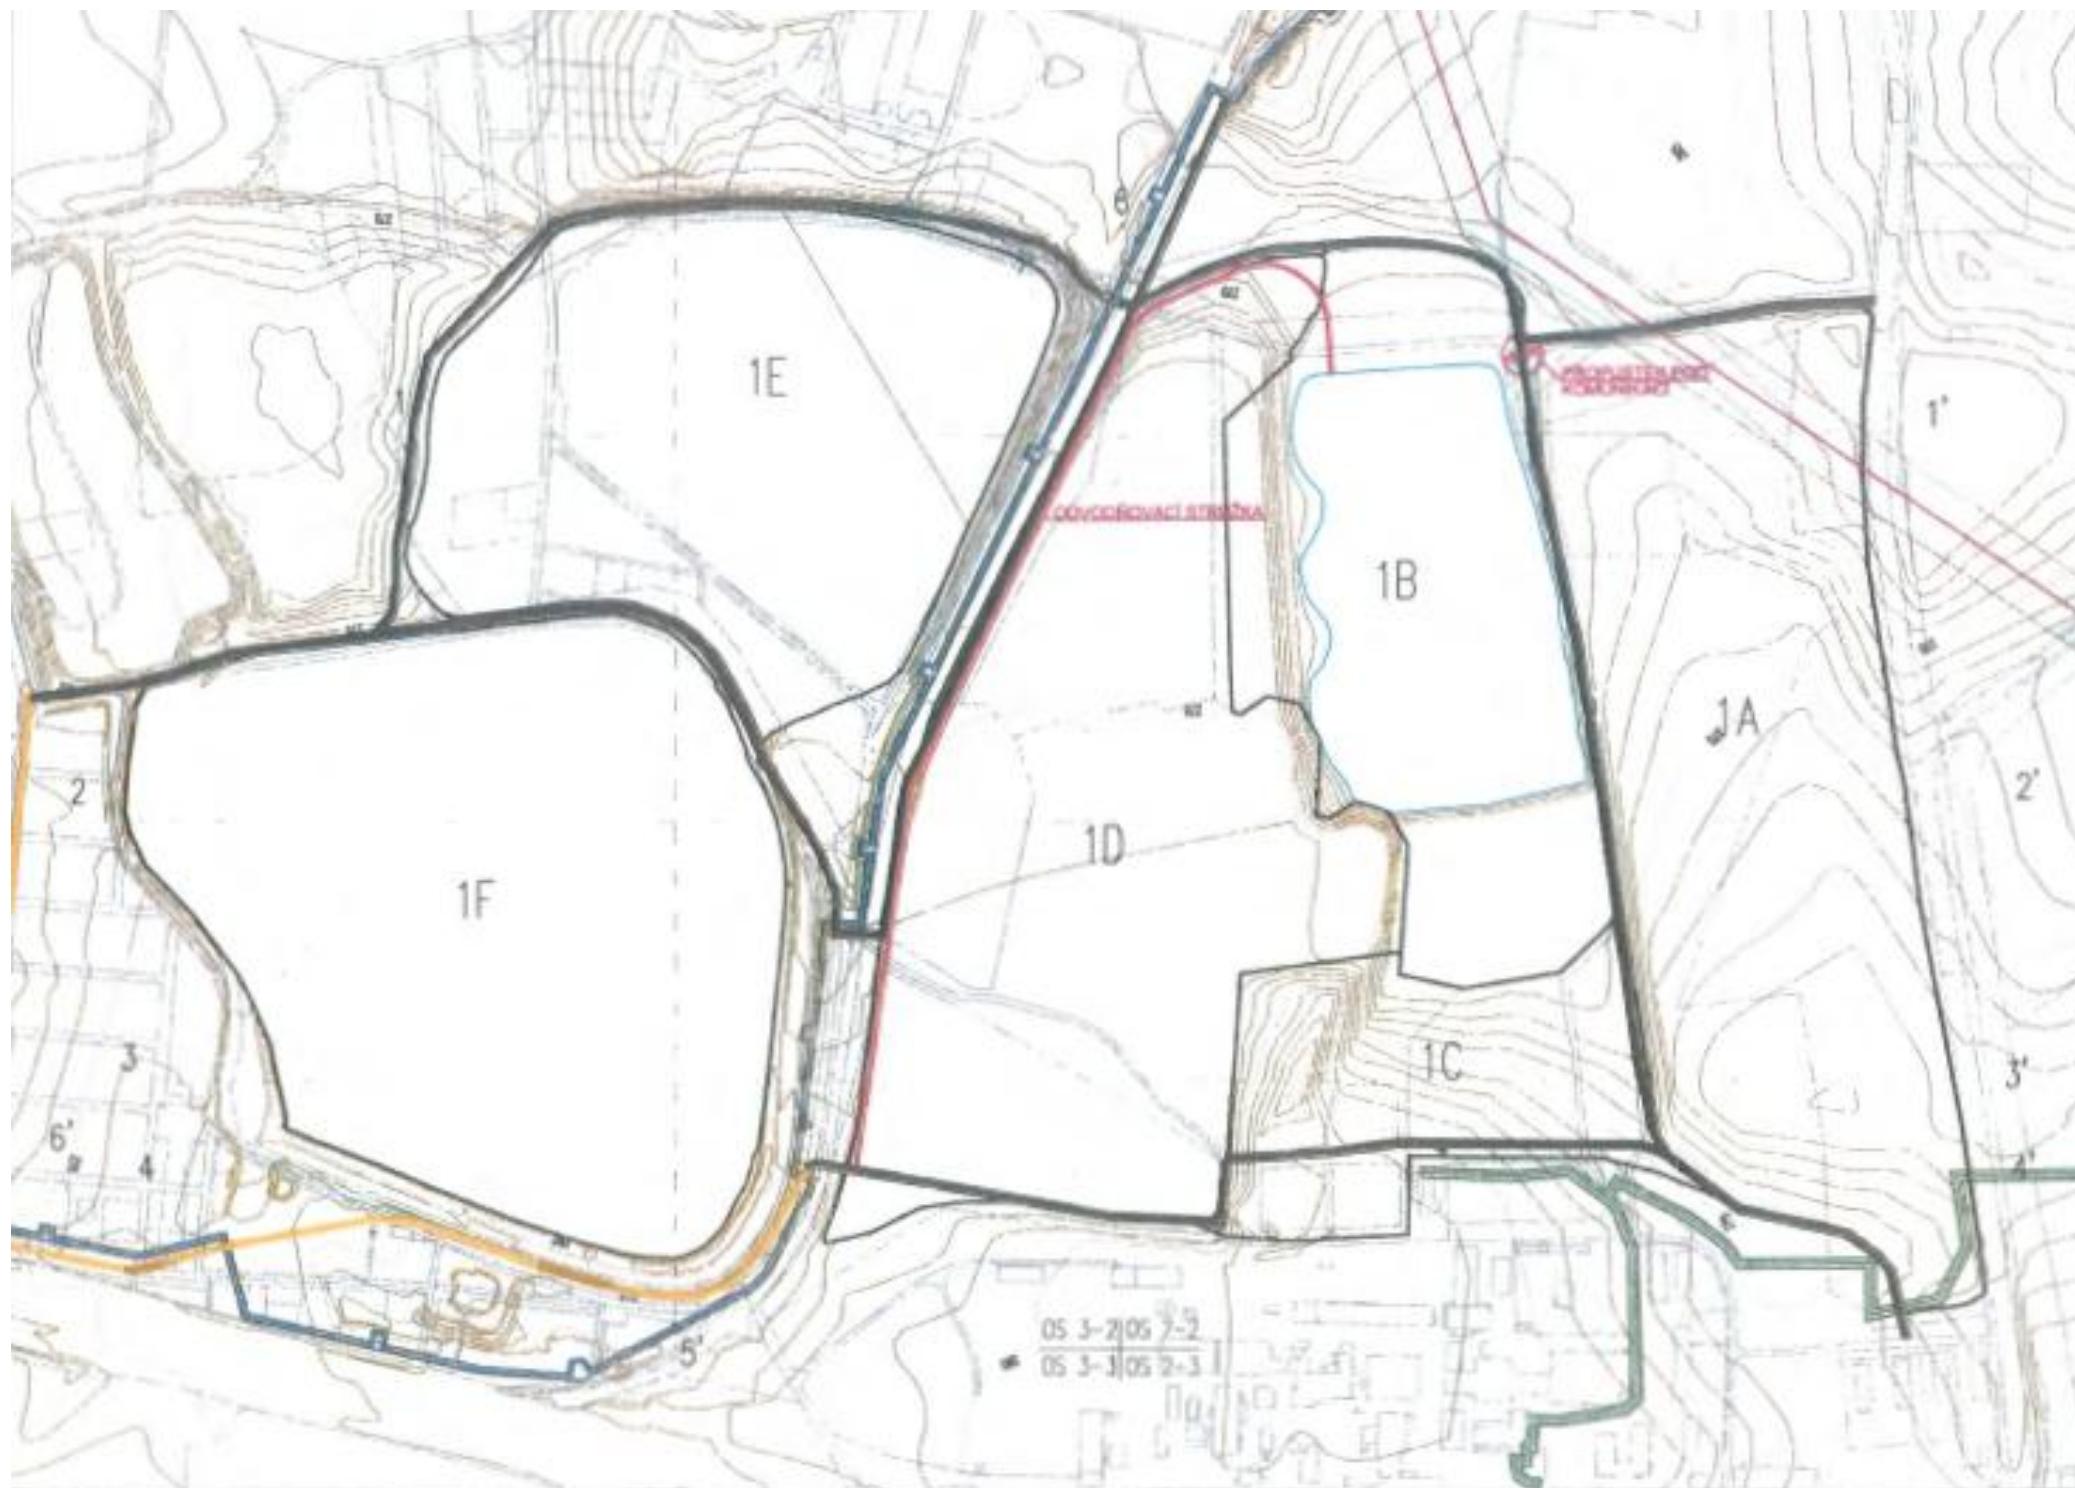 1E
1'
ODVODŇOVACÍ STRUŽKA
1B
1A
2'
2
1D
1F
3
1C
3'
6'
4
4'
5'
OS 3-2 OS 7-2
OS 3-3 OS 2-3